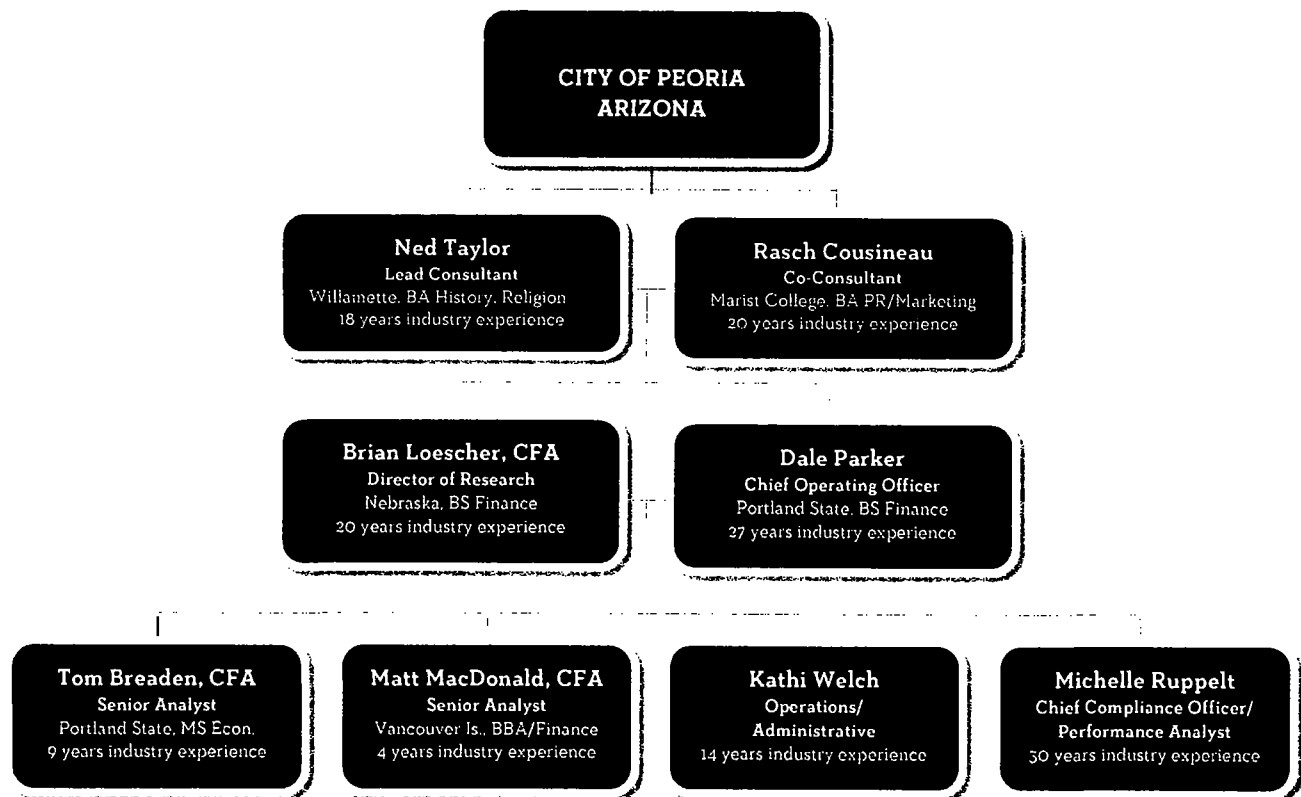 CITY OF PEORIA
ARIZONA
Ned Taylor
Lead Consultant
Willamette, BA History, Religion
18 years industry experience
Rasch Cousineau
Co-Consultant
Marist College, BA PR/Marketing
20 years industry experience
Brian Loescher, CFA
Director of Research
Nebraska, BS Finance
20 years industry experience
Dale Parker
Chief Operating Officer
Portland State, BS Finance
27 years industry experience
Tom Breaden, CFA
Senior Analyst
Portland State, MS Econ.
9 years industry experience
Matt MacDonald, CFA
Senior Analyst
Vancouver Is., BBA/Finance
4 years industry experience
Kathi Welch
Operations/
Administrative
14 years industry experience
Michelle Ruppelt
Chief Compliance Officer/
Performance Analyst
30 years industry experience